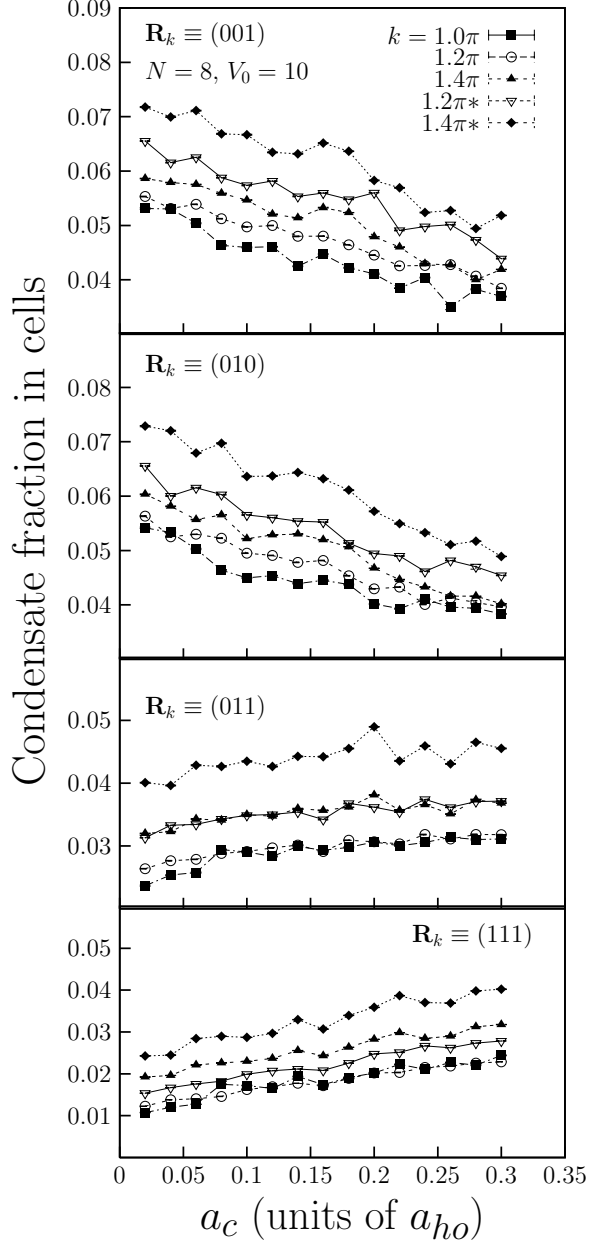 Condensate fraction in cells
0.09
0.08
0.07
0.06
0.05
0.04
R_k ≡ (001)
N = 8, V_0 = 10
k = 1.0π
1.2π
1.4π
1.2π*
1.4π*
0.08
0.07
0.06
0.05
0.04
R_k ≡ (010)
0.05
0.04
0.03
R_k ≡ (011)
0.05
0.04
0.03
0.02
0.01
R_k ≡ (111)
0 0.05 0.1 0.15 0.2 0.25 0.3 0.35
a_c (units of a_ho)